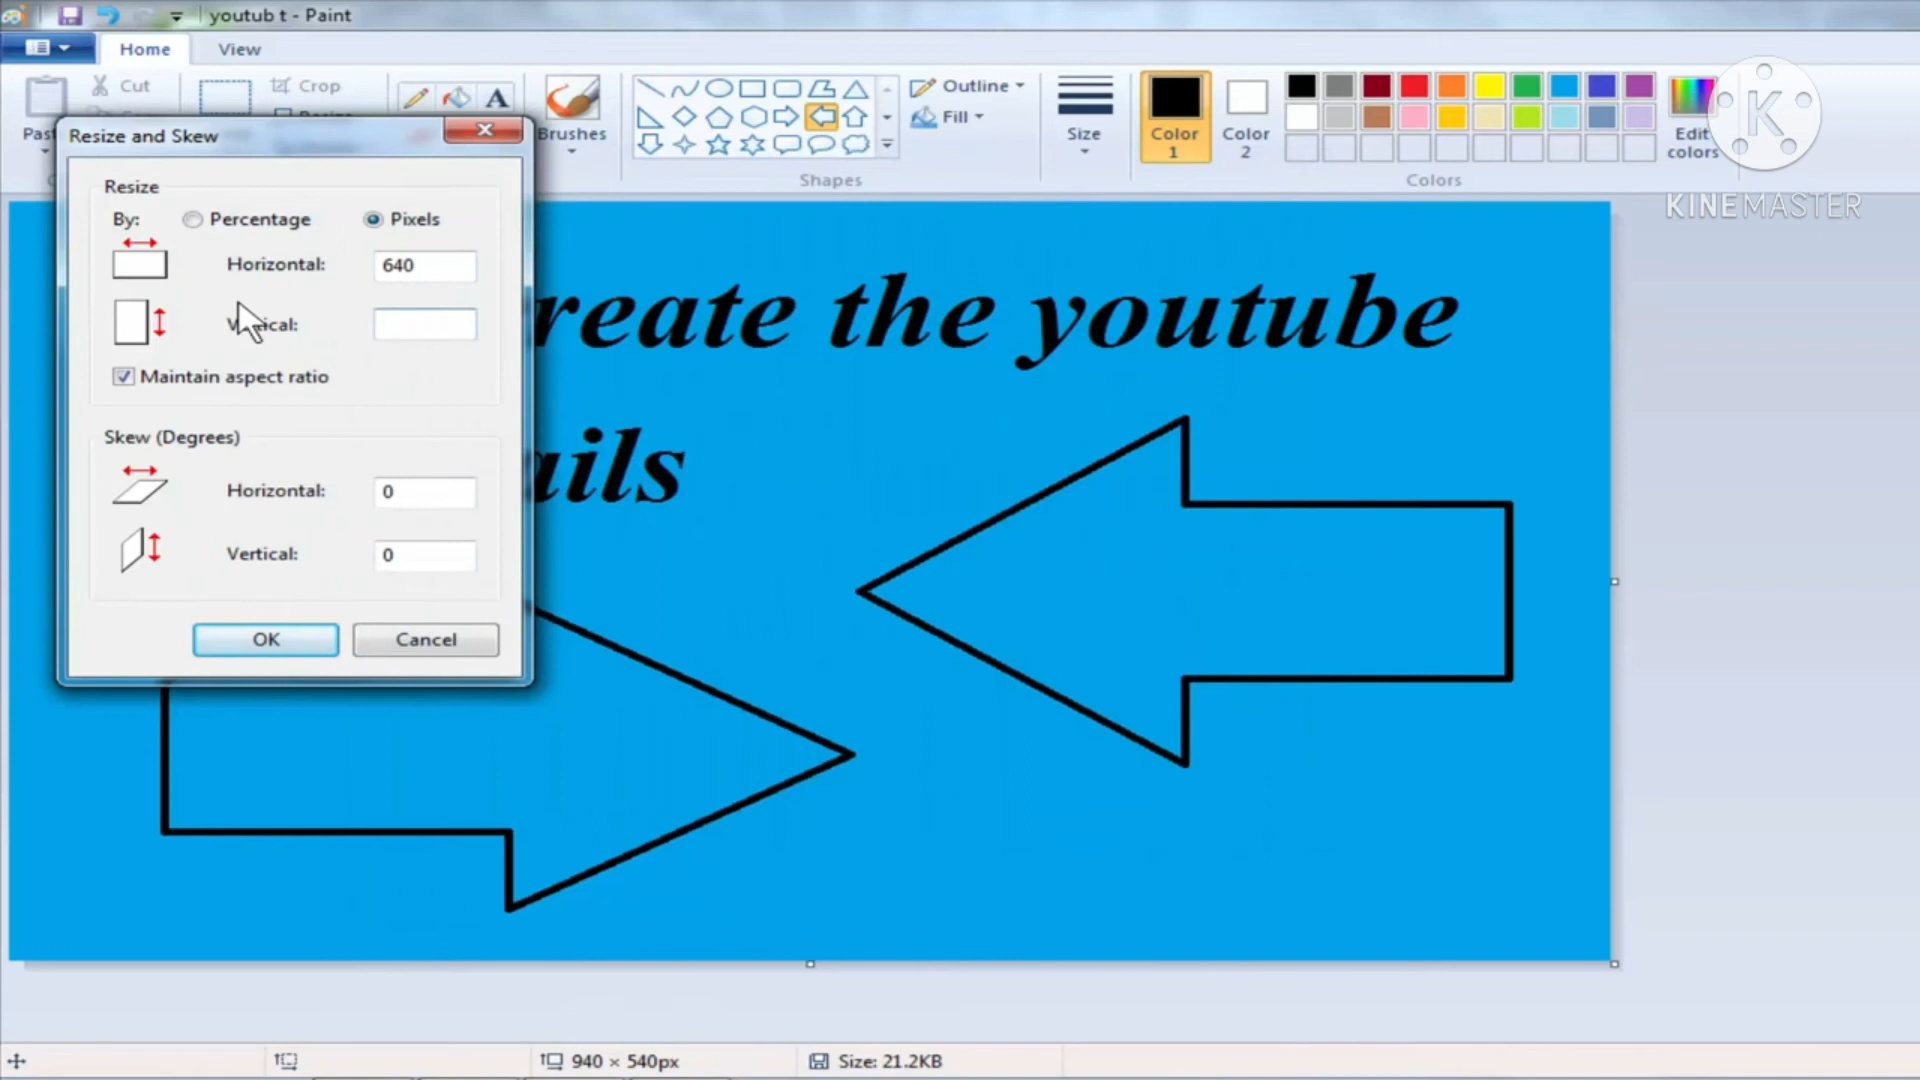 youtub t - Paint
Home View
Cut
Crop
Brushes
Outline
Fill
Size
Color 1
Color 2
Edit colors
Shapes
Colors
KINEMASTER
Resize and Skew
Resize
By: Percentage Pixels
Horizontal: 640
Vertical:
Maintain aspect ratio
Skew (Degrees)
Horizontal: 0
Vertical: 0
OK Cancel
reate the youtube
ails
940 × 540px
Size: 21.2KB